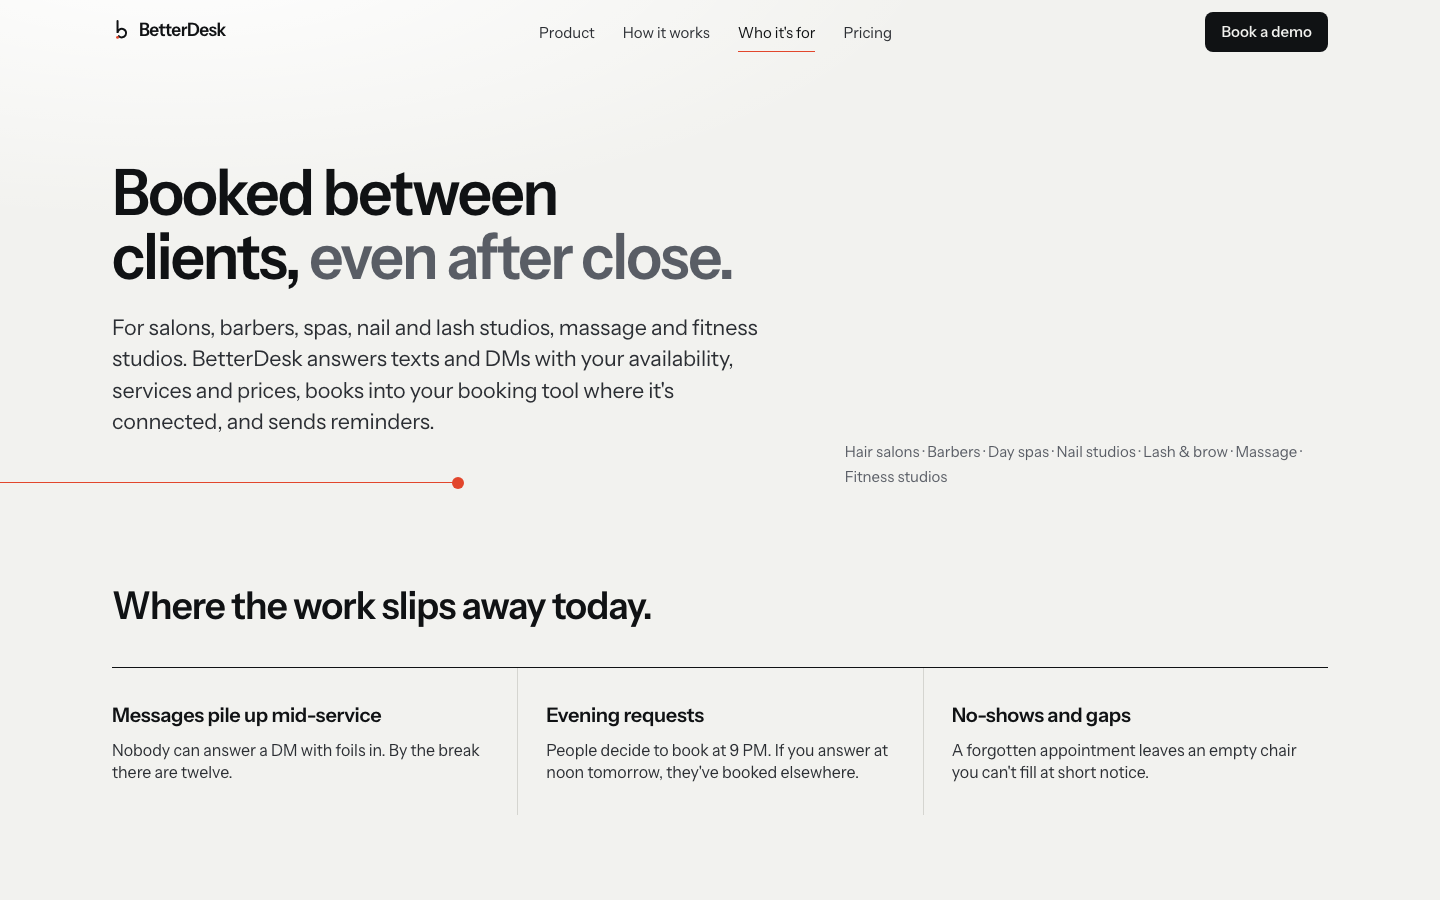 BetterDesk
Product
How it works
Who it's for
Pricing
Book a demo
Booked between
clients, even after close.
For salons, barbers, spas, nail and lash studios, massage and fitness
studios. BetterDesk answers texts and DMs with your availability,
services and prices, books into your booking tool where it's
connected, and sends reminders.
Hair salons · Barbers · Day spas · Nail studios · Lash & brow · Massage ·
Fitness studios
Where the work slips away today.
Messages pile up mid-service
Nobody can answer a DM with foils in. By the break
there are twelve.
Evening requests
People decide to book at 9 PM. If you answer at
noon tomorrow, they've booked elsewhere.
No-shows and gaps
A forgotten appointment leaves an empty chair
you can't fill at short notice.